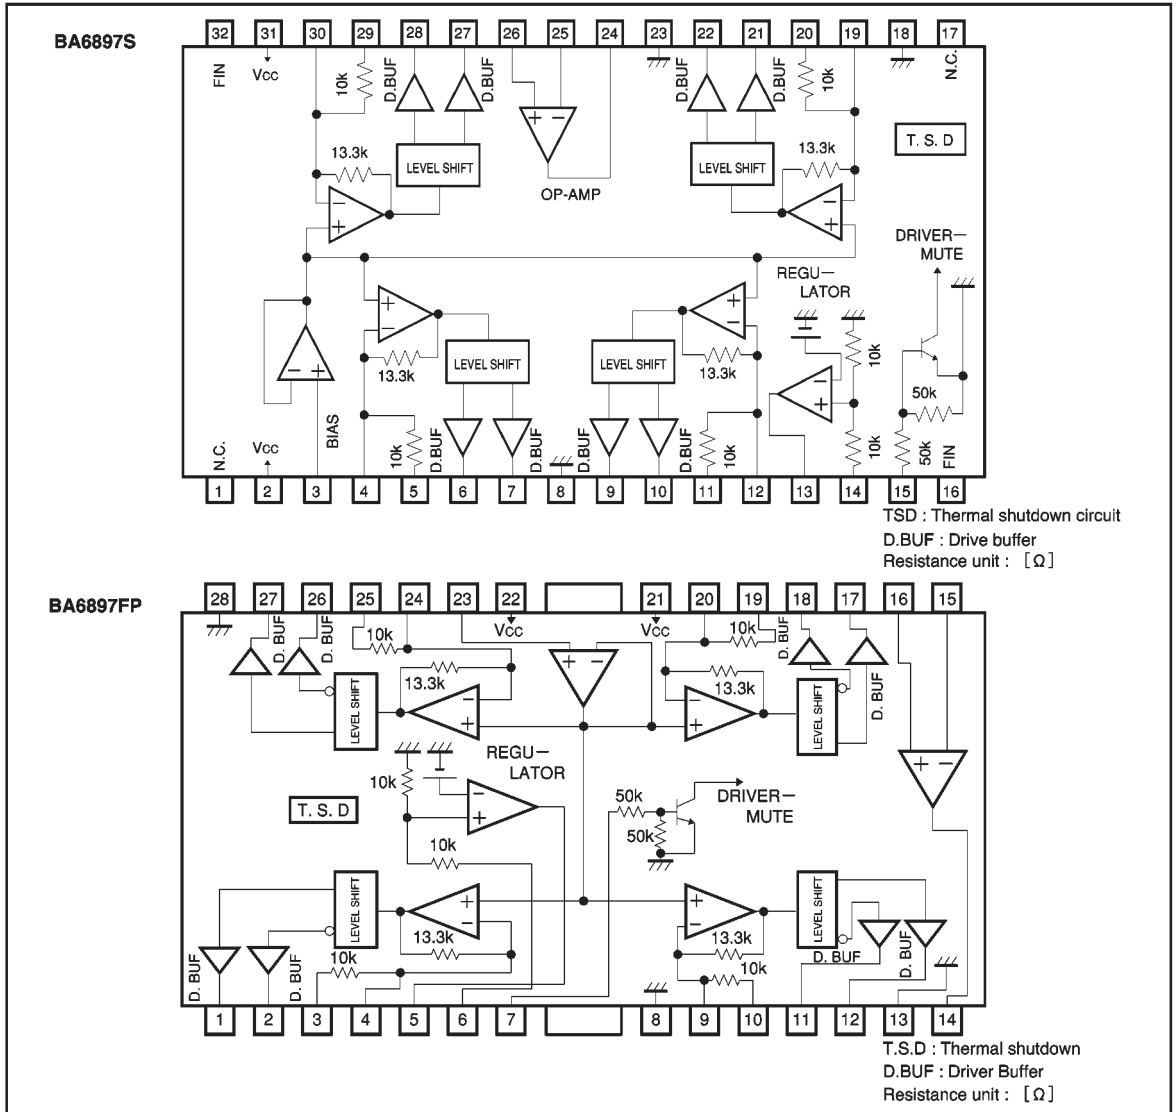 BA6897S
32 31 30 29 28 27 26 25 24 23 22 21 20 19 18 17
FIN
Vcc
10k
D.BUF
D.BUF
D.BUF
D.BUF
10k
N.C.
T. S. D
13.3k
LEVEL SHIFT
+ −
OP-AMP
LEVEL SHIFT
13.3k
−
+
−
+
DRIVER−
MUTE
REGU−
LATOR
+
−
−
+
− +
13.3k
LEVEL SHIFT
LEVEL SHIFT
13.3k
−
+
10k
50k
N.C.
Vcc
BIAS
10k
D.BUF
D.BUF
D.BUF
D.BUF
10k
10k
50k
FIN
1 2 3 4 5 6 7 8 9 10 11 12 13 14 15 16
TSD : Thermal shutdown circuit
D.BUF : Drive buffer
Resistance unit : [Ω]
BA6897FP
28 27 26 25 24 23 22 21 20 19 18 17 16 15
D. BUF
D. BUF
10k
Vcc
Vcc
10k
D. BUF
D. BUF
13.3k
+ −
13.3k
LEVEL SHIFT
−
+
−
+
LEVEL SHIFT
REGU−
LATOR
10k
−
+
+ −
T. S. D
50k
50k
DRIVER−
MUTE
10k
LEVEL SHIFT
+
−
+
−
LEVEL SHIFT
13.3k
13.3k
D. BUF
D. BUF
10k
10k
D. BUF
D. BUF
1 2 3 4 5 6 7 8 9 10 11 12 13 14
T.S.D : Thermal shutdown
D.BUF : Driver Buffer
Resistance unit : [Ω]